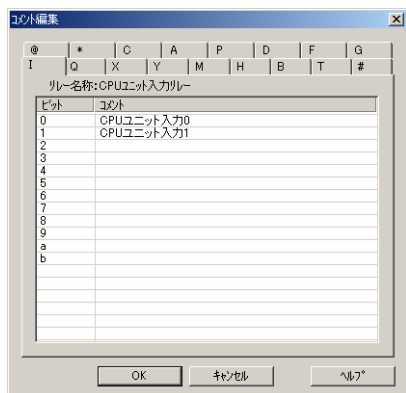 コメント編集
@ * C A P D F G
I Q X Y M H B T #
リレー名称:CPUユニット入力リレー
ビット コメント
0 CPUユニット入力0
1 CPUユニット入力1
2
3
4
5
6
7
8
9
a
b
OK キャンセル ヘルプ